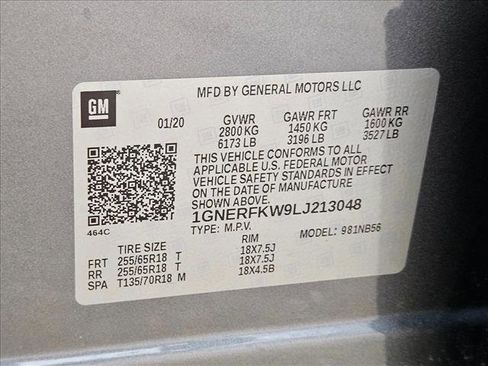 MFD BY GENERAL MOTORS LLC
GM
01/20 GVWR GAWR FRT GAWR RR
2800 KG 1450 KG 1600 KG
6173 LB 3196 LB 3527 LB
THIS VEHICLE CONFORMS TO ALL
APPLICABLE U.S. FEDERAL MOTOR
VEHICLE SAFETY STANDARDS IN EFFECT
ON THE DATE OF MANUFACTURE
SHOWN ABOVE.
1GNERFKW9LJ213048
464C
TYPE: M.P.V. MODEL: 981NB56
TIRE SIZE RIM
FRT 255/65R18 T 18X7.5J
RR 255/65R18 T 18X7.5J
SPA T135/70R18 M 18X4.5B